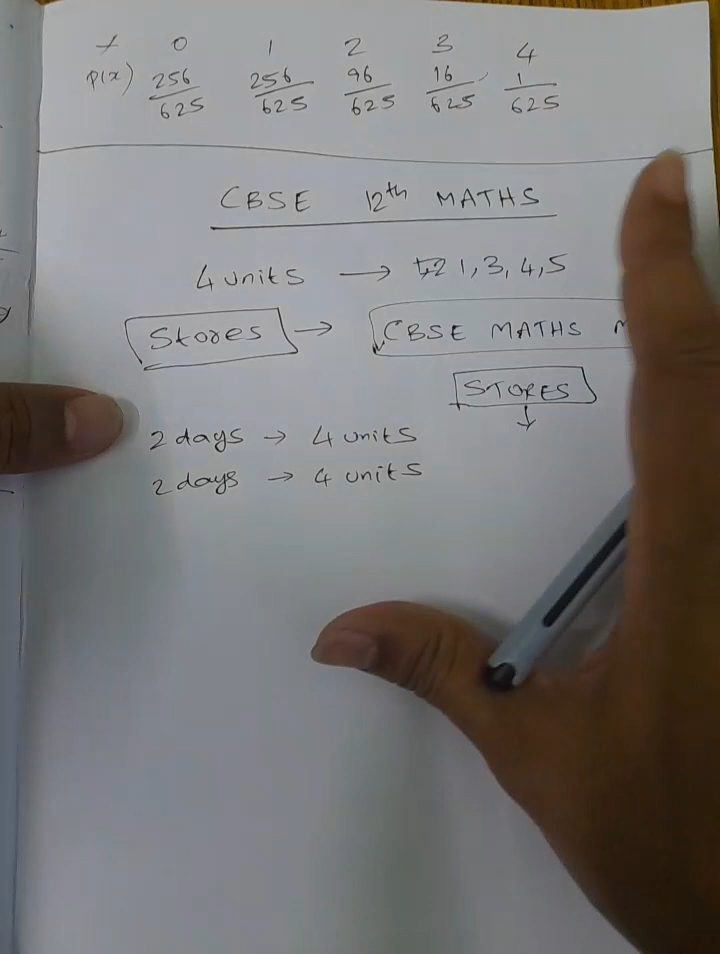 x 0 1 2 3 4
P(x) 256/625 256/625 96/625 16/625 1/625
CBSE 12th MATHS
4 units → 1, 3, 4, 5
Stores → CBSE MATHS M
STORES
↓
2 days → 4 units
2 days → 4 units